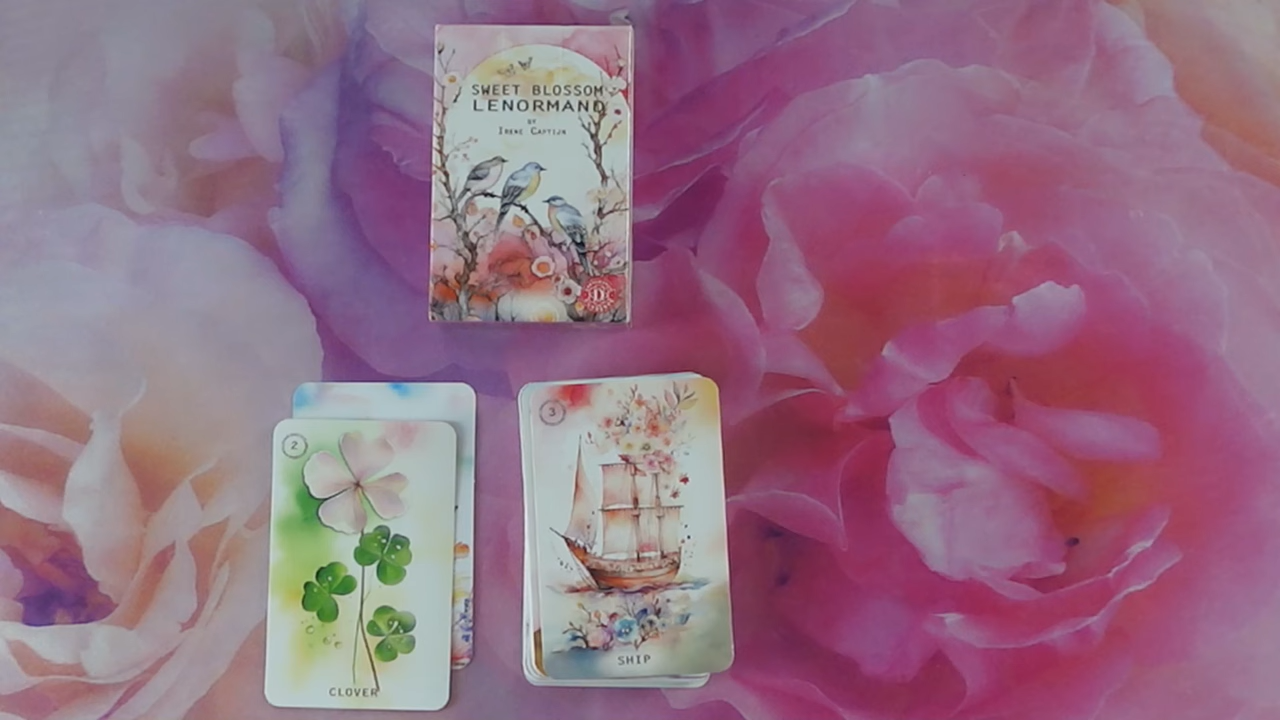 SWEET BLOSSOM
LENORMAND
BY
IRENE CAPTIJN
D
2
CLOVER
3
SHIP